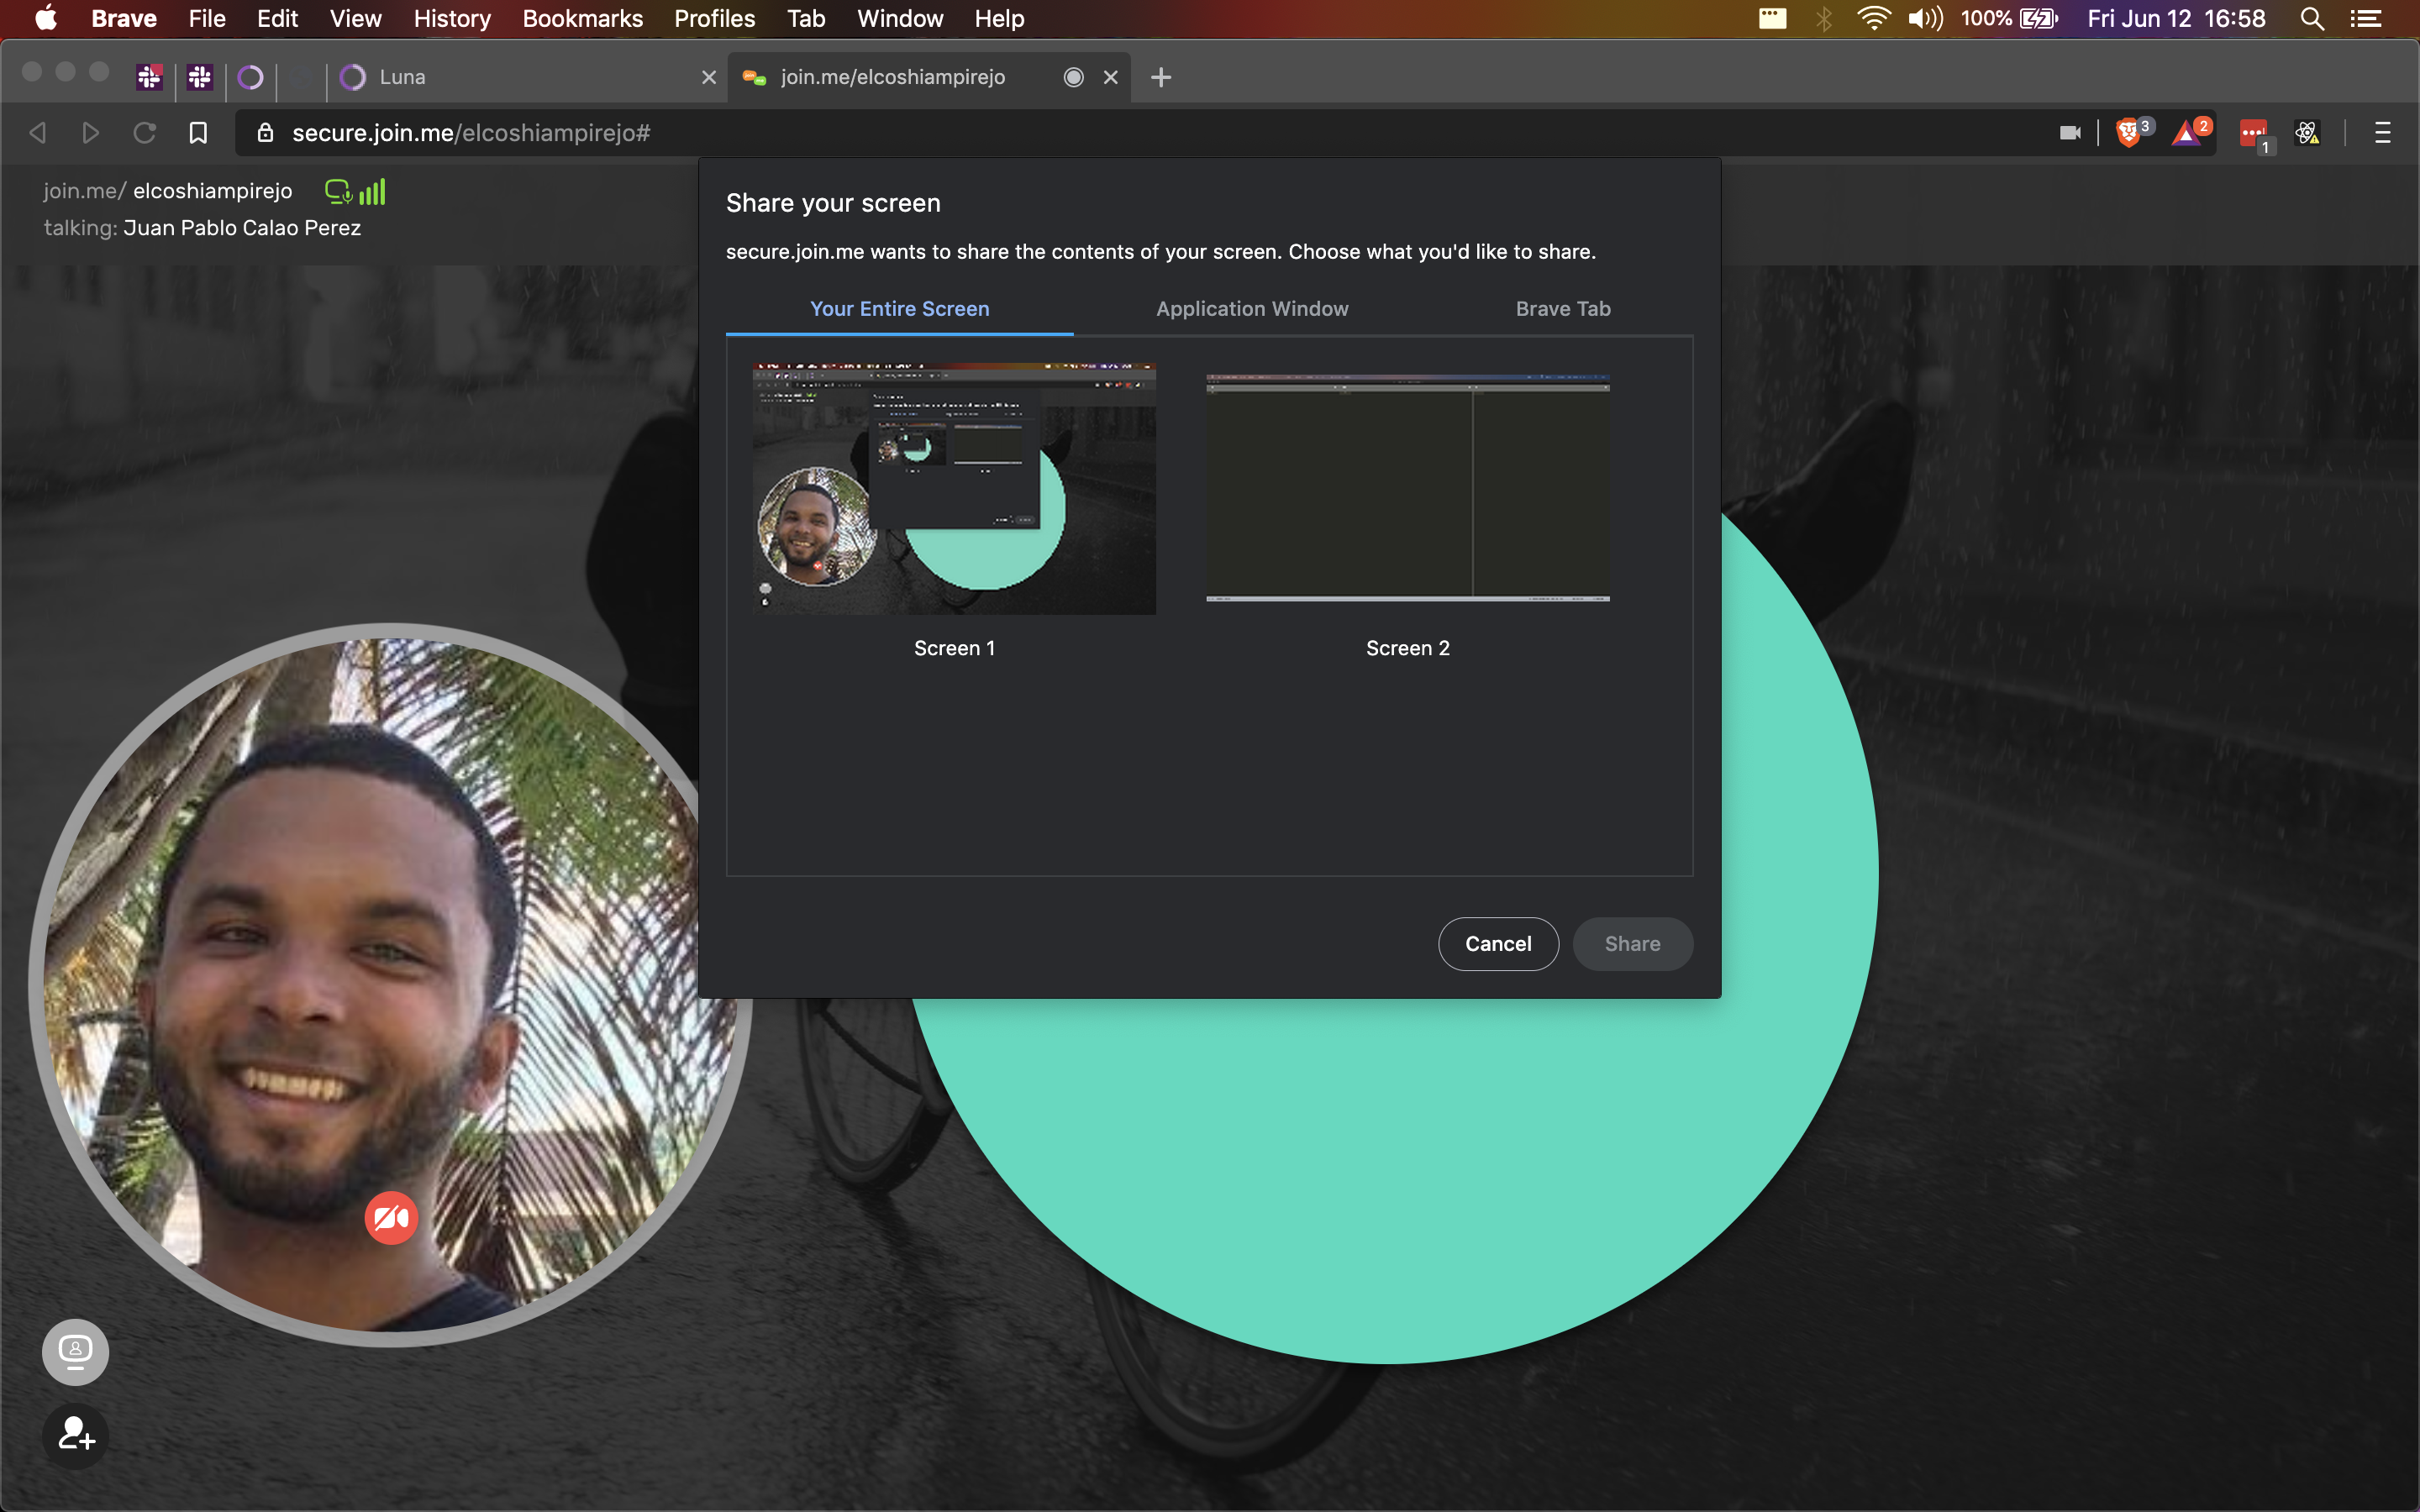 Brave File Edit View History Bookmarks Profiles Tab Window Help 100% Fri Jun 12 16:58
Luna join.me/elcoshiampirejo
secure.join.me/elcoshiampirejo# 3 2 1
join.me/ elcoshiampirejo
talking: Juan Pablo Calao Perez
Share your screen
secure.join.me wants to share the contents of your screen. Choose what you'd like to share.
Your Entire Screen Application Window Brave Tab
Screen 1 Screen 2
Cancel Share